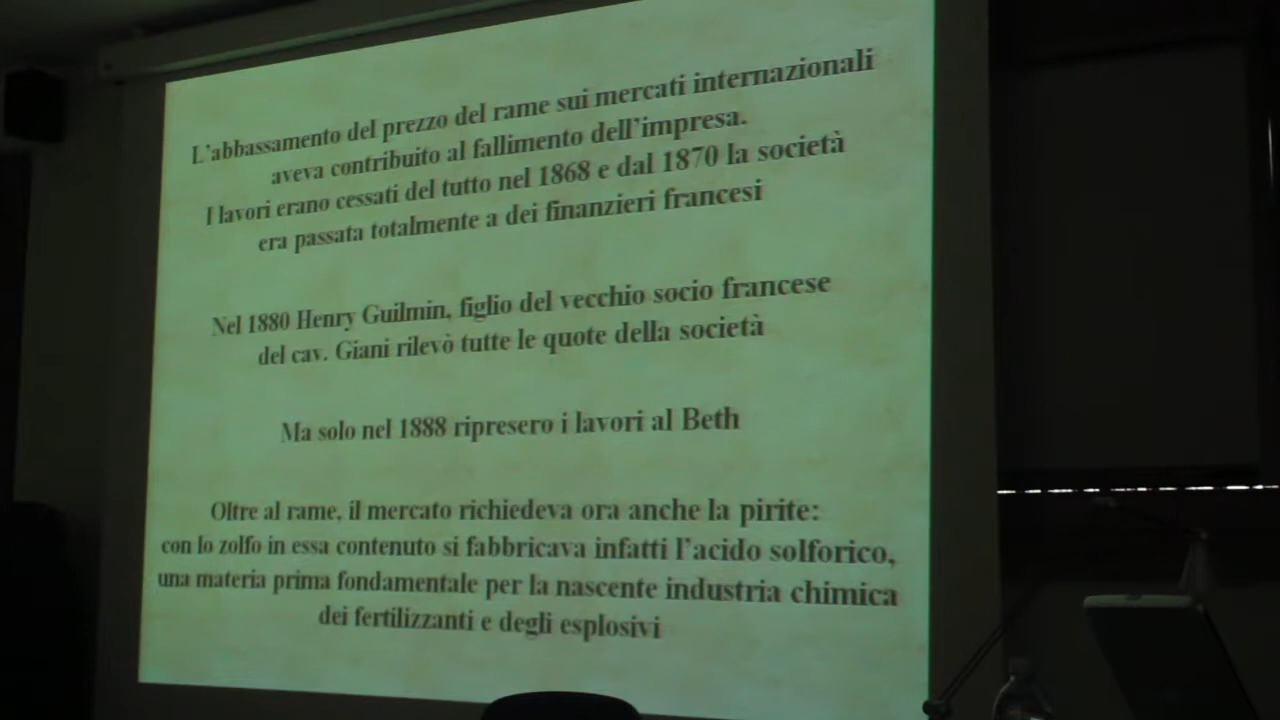 L'abbassamento del prezzo del rame sui mercati internazionali
aveva contribuito al fallimento dell'impresa.
I lavori erano cessati del tutto nel 1868 e dal 1870 la società
era passata totalmente a dei finanzieri francesi
Nel 1880 Henry Guilmin, figlio del vecchio socio francese
del cav. Giani rilevò tutte le quote della società
Ma solo nel 1888 ripresero i lavori al Beth
Oltre al rame, il mercato richiedeva ora anche la pirite:
con lo zolfo in essa contenuto si fabbricava infatti l'acido solforico,
una materia prima fondamentale per la nascente industria chimica
dei fertilizzanti e degli esplosivi